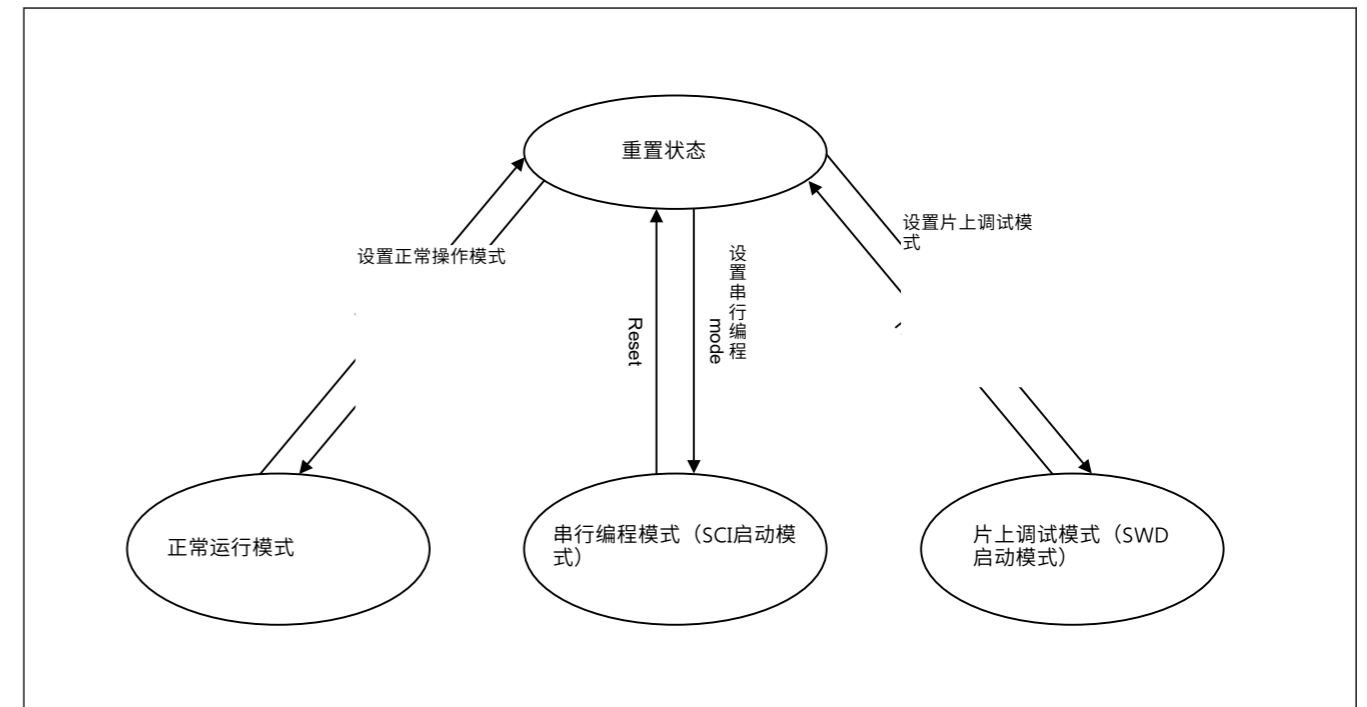 重置状态
设置正常操作模式
设置片上调试模
式
设置串行编程
mode
Reset
正常运行模式
串行编程模式（SCI启动模
式）
片上调试模式（SWD
启动模式）